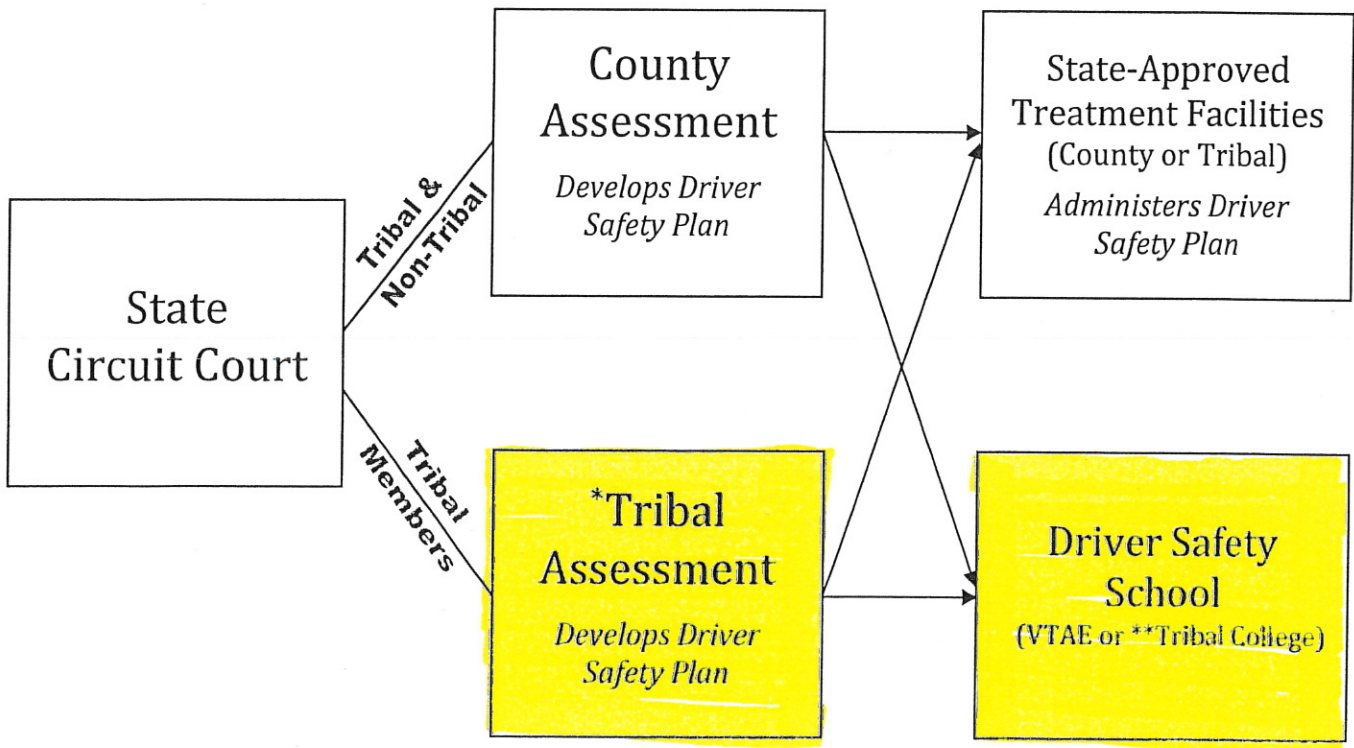 State
Circuit Court
Tribal &
Non-Tribal
Tribal
Members
County
Assessment
Develops Driver
Safety Plan
*Tribal
Assessment
Develops Driver
Safety Plan
State-Approved
Treatment Facilities
(County or Tribal)
Administers Driver
Safety Plan
Driver Safety
School
(VTAE or **Tribal College)